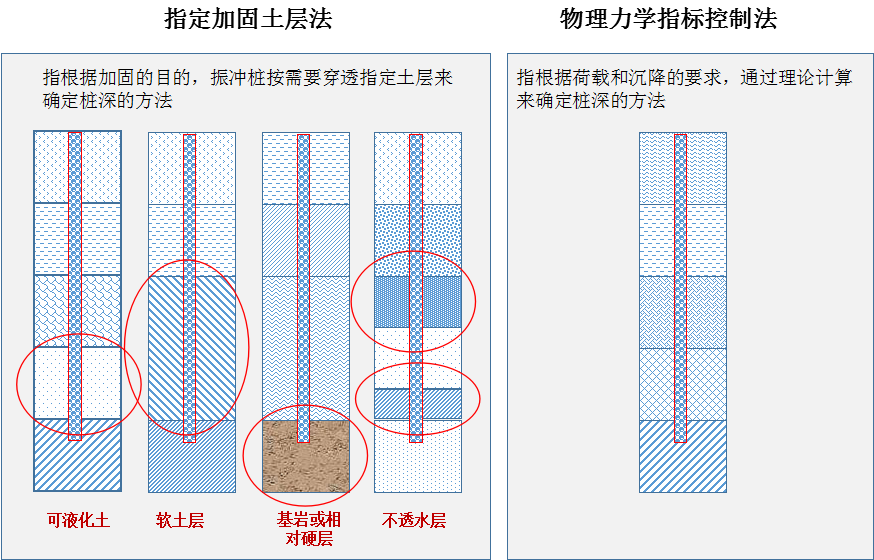 指定加固土层法
物理力学指标控制法
指根据加固的目的，振冲桩按需要穿透指定土层来
确定桩深的方法
指根据荷载和沉降的要求，通过理论计算
来确定桩深的方法
可液化土
软土层
基岩或相
对硬层
不透水层